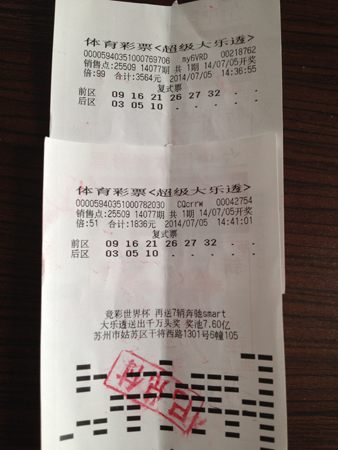 体育彩票<超级大乐透>
00005940351000769706 my6VRD 00218762
销售点:25509 14077期 共 1期 14/07/05开奖
倍:99 合计:3564元 2014/07/05 14:36:55
复式票
前区 09 16 21 26 27 32 - -
后区 03 05 10 - - - - -
体育彩票<超级大乐透>
00005940351000782030 CQcrrw 00042754
销售点:25509 14077期 共 1期 14/07/05开奖
倍:51 合计:1836元 2014/07/05 14:41:01
复式票
前区 09 16 21 26 27 32 - -
后区 03 05 10 - - - - -
竞彩世界杯 再送7销奔驰smart
大乐透送出千万头奖 奖池7.60亿
苏州市姑苏区干将西路1301号6幢105
已兑付